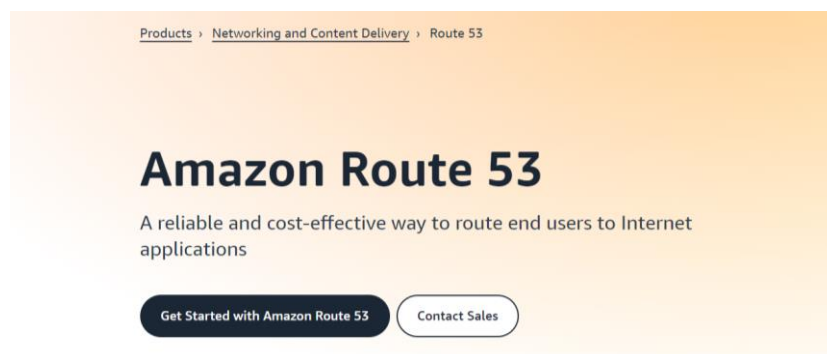 Products › Networking and Content Delivery › Route 53
Amazon Route 53
A reliable and cost-effective way to route end users to Internet
applications
Get Started with Amazon Route 53 Contact Sales